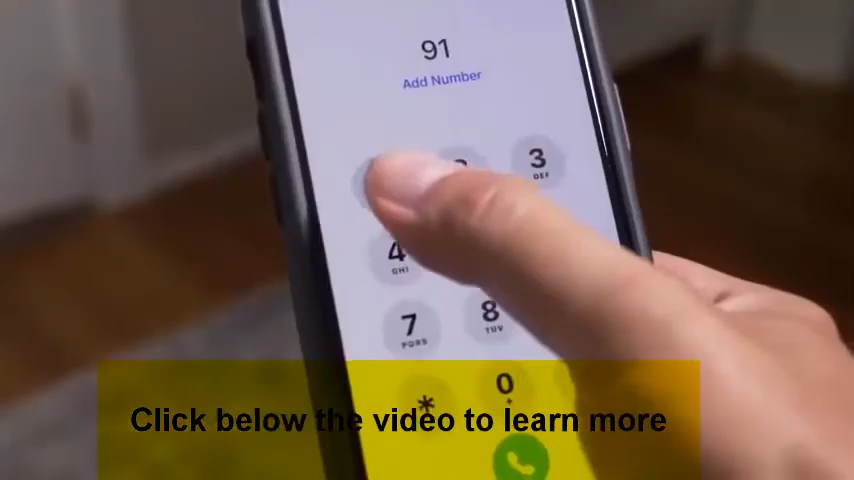 91
Add Number
3
DEF
4
GHI
7
PQRS
8
TUV
*
0
+
Click below the video to learn more